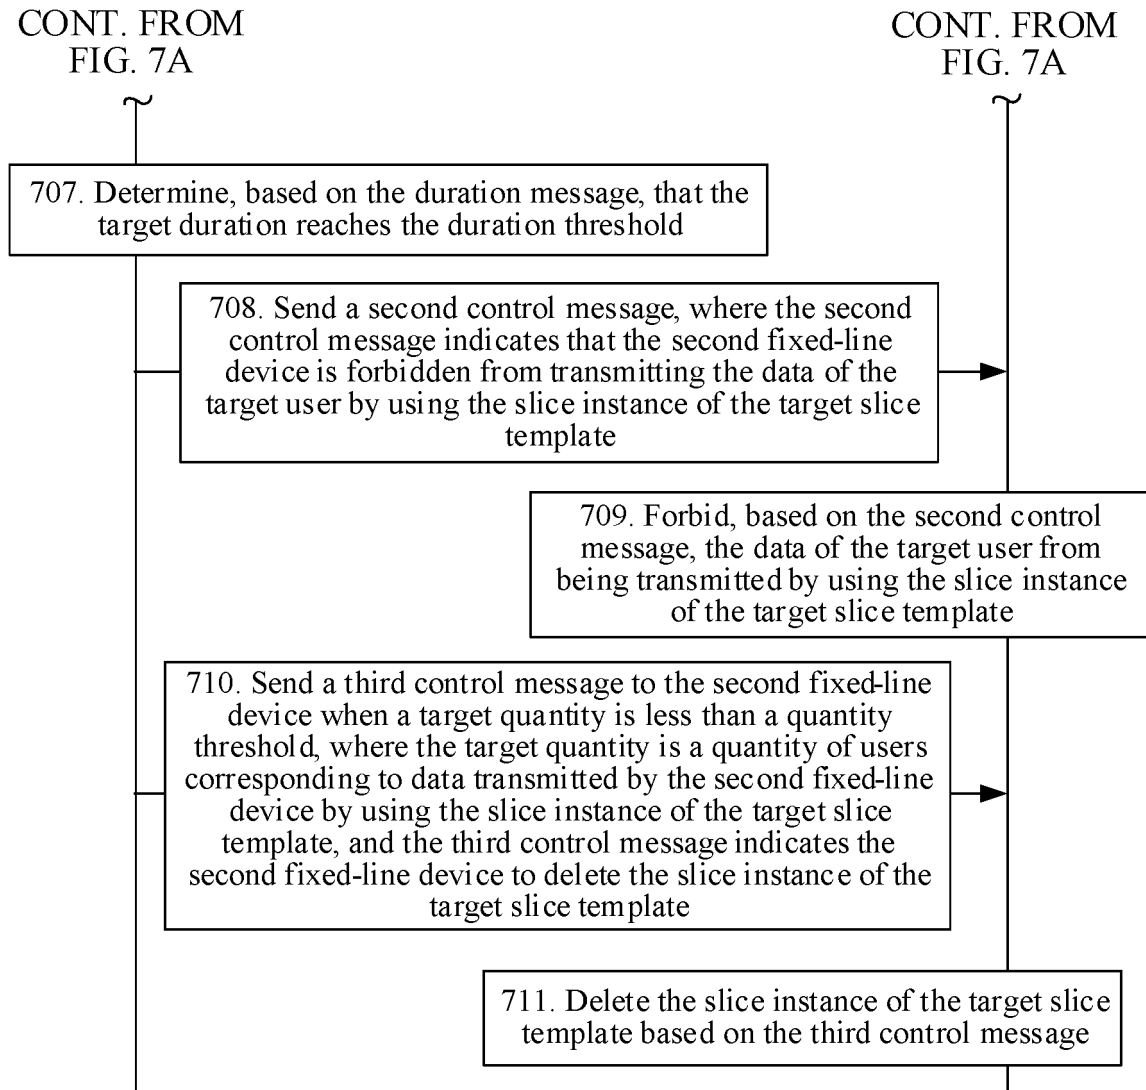 CONT. FROM
FIG. 7A
CONT. FROM
FIG. 7A
707. Determine, based on the duration message, that the
target duration reaches the duration threshold
708. Send a second control message, where the second
control message indicates that the second fixed-line
device is forbidden from transmitting the data of the
target user by using the slice instance of the target slice
template
709. Forbid, based on the second control
message, the data of the target user from
being transmitted by using the slice instance
of the target slice template
710. Send a third control message to the second fixed-line
device when a target quantity is less than a quantity
threshold, where the target quantity is a quantity of users
corresponding to data transmitted by the second fixed-line
device by using the slice instance of the target slice
template, and the third control message indicates the
second fixed-line device to delete the slice instance of the
target slice template
711. Delete the slice instance of the target slice
template based on the third control message